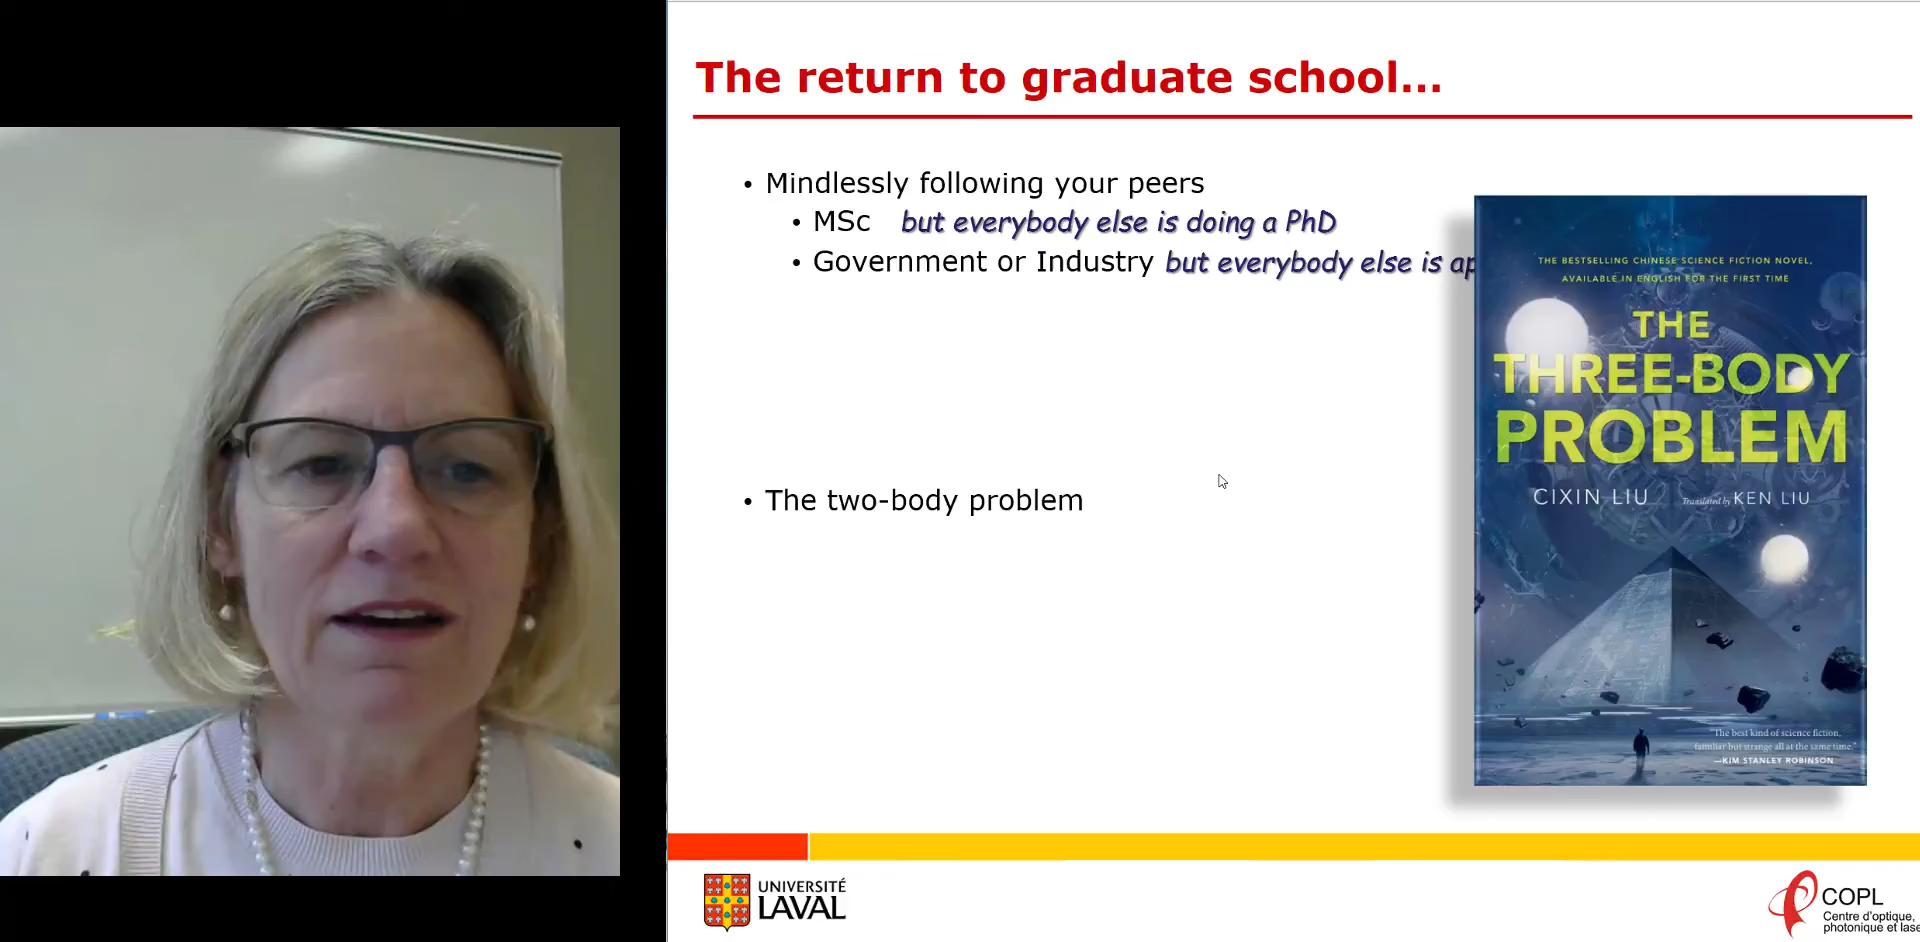 The return to graduate school...
• Mindlessly following your peers
• MSc but everybody else is doing a PhD
• Government or Industry but everybody else is ap
• The two-body problem
THE BESTSELLING CHINESE SCIENCE FICTION NOVEL,
AVAILABLE IN ENGLISH FOR THE FIRST TIME
THE
THREE-BODY
PROBLEM
CIXIN LIU Translated by KEN LIU
"The best kind of science fiction,
familiar but strange all at the same time."
—KIM STANLEY ROBINSON
UNIVERSITÉ
LAVAL
COPL
Centre d'optique,
photonique et lase